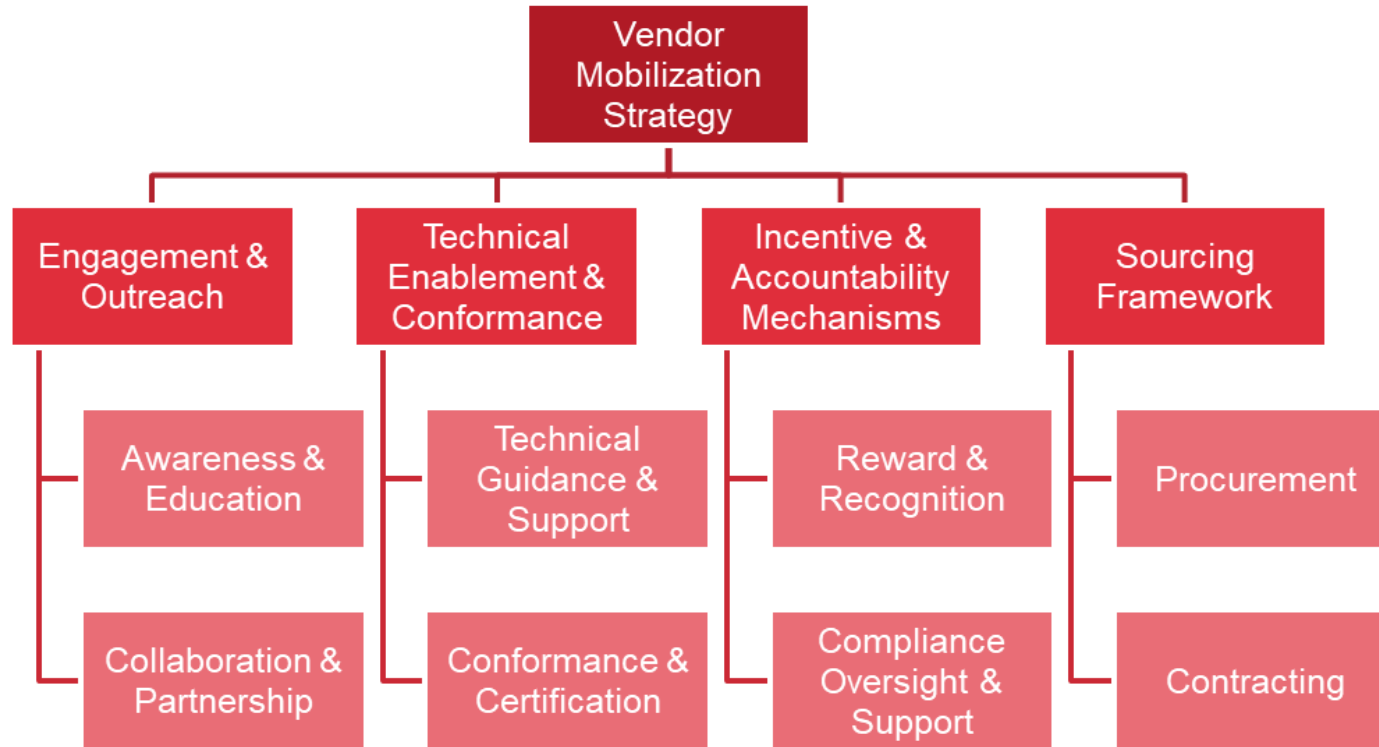 Vendor
Mobilization
Strategy
Engagement &
Outreach
Technical
Enablement &
Conformance
Incentive &
Accountability
Mechanisms
Sourcing
Framework
Awareness &
Education
Technical
Guidance &
Support
Reward &
Recognition
Procurement
Collaboration &
Partnership
Conformance &
Certification
Compliance
Oversight &
Support
Contracting